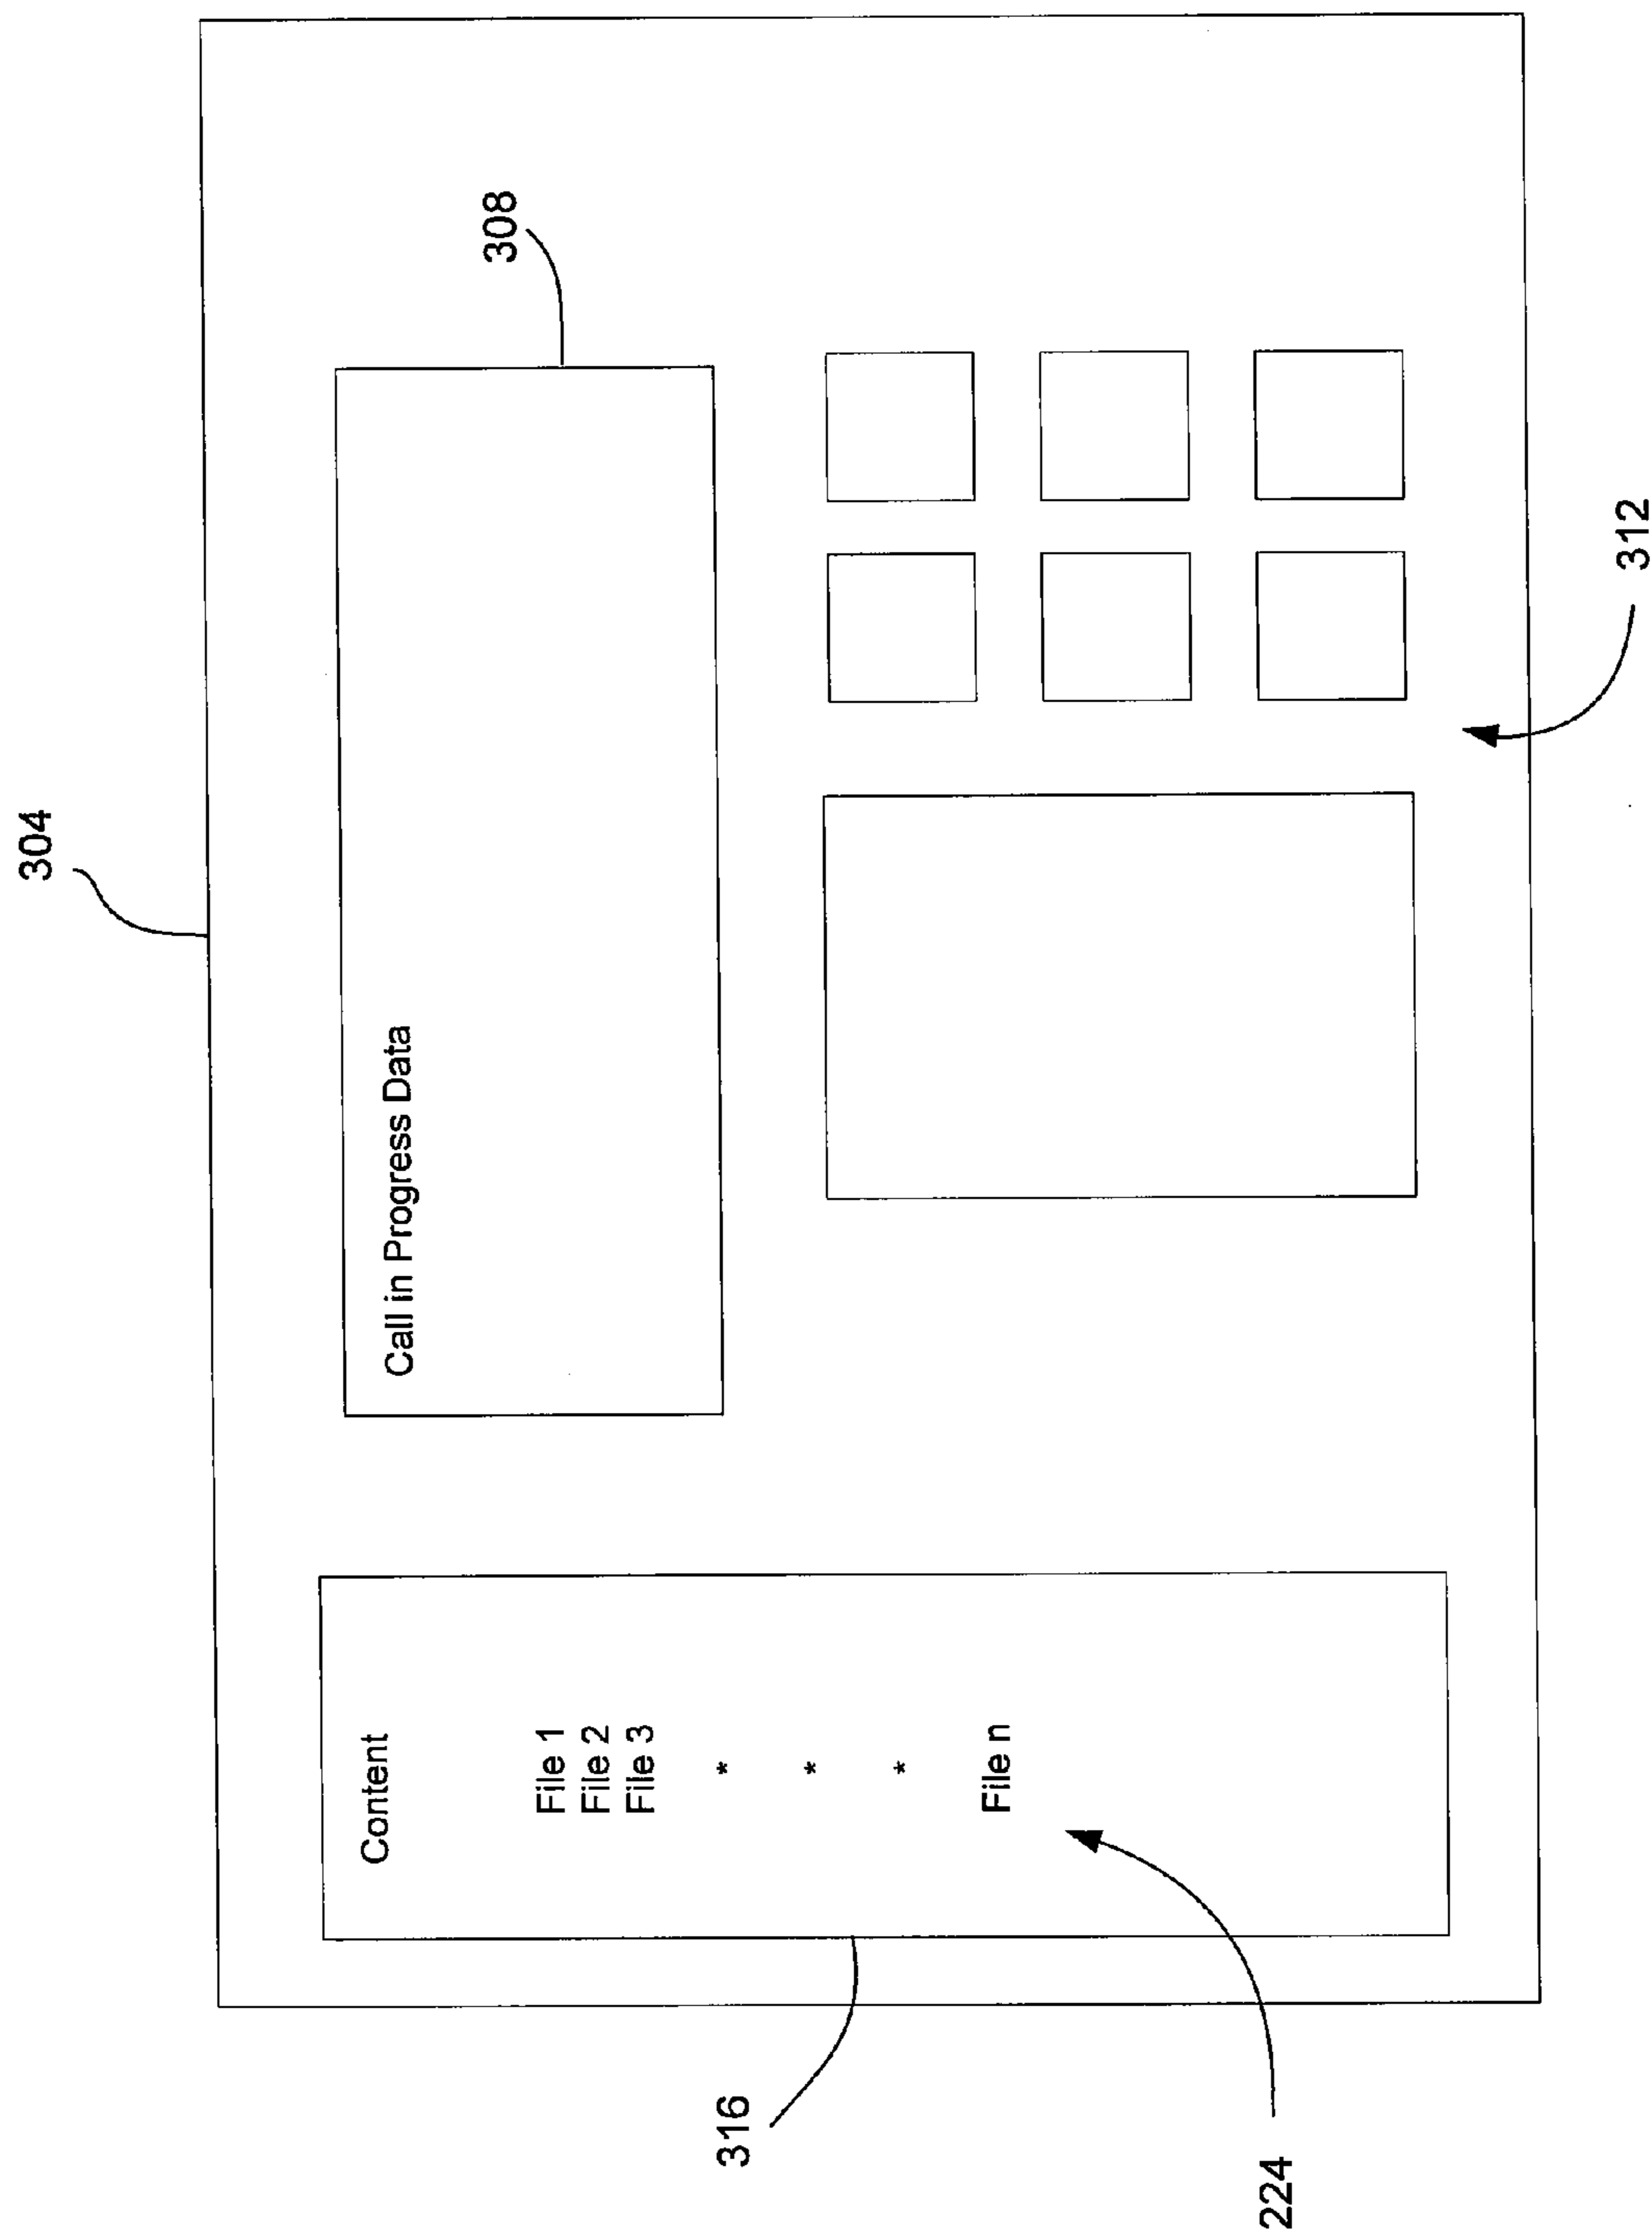 304
308
Call in Progress Data
Content
File 1
File 2
File 3
*
*
*
File n
316
224
312